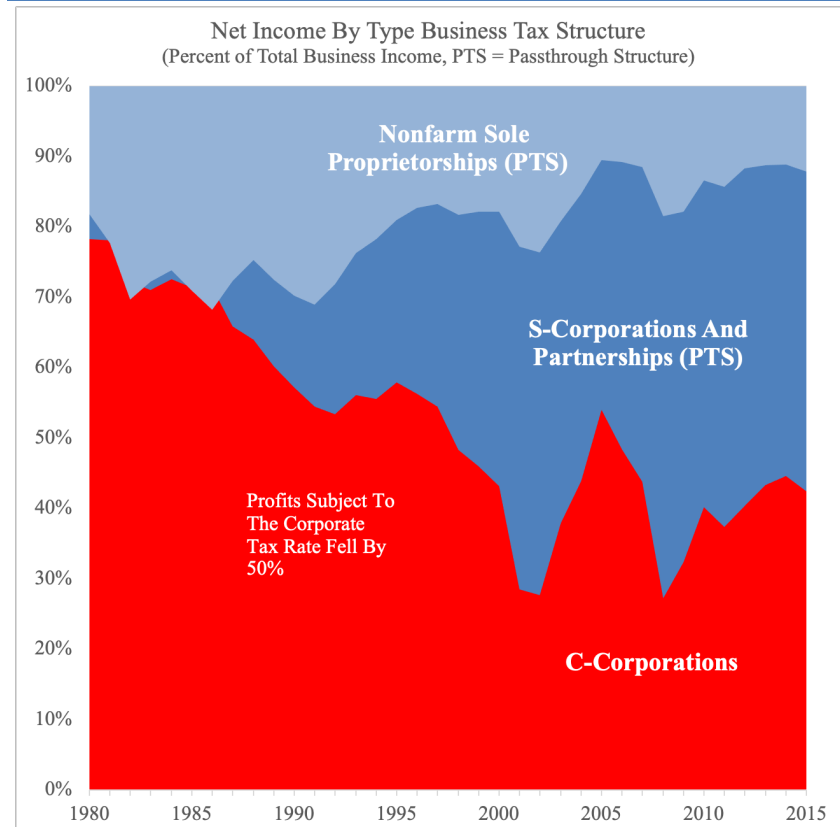 Net Income By Type Business Tax Structure
(Percent of Total Business Income, PTS = Passthrough Structure)
100%
90%
80%
70%
60%
50%
40%
30%
20%
10%
0%
Nonfarm Sole
Proprietorships (PTS)
S-Corporations And
Partnerships (PTS)
Profits Subject To
The Corporate
Tax Rate Fell By
50%
C-Corporations
1980 1985 1990 1995 2000 2005 2010 2015